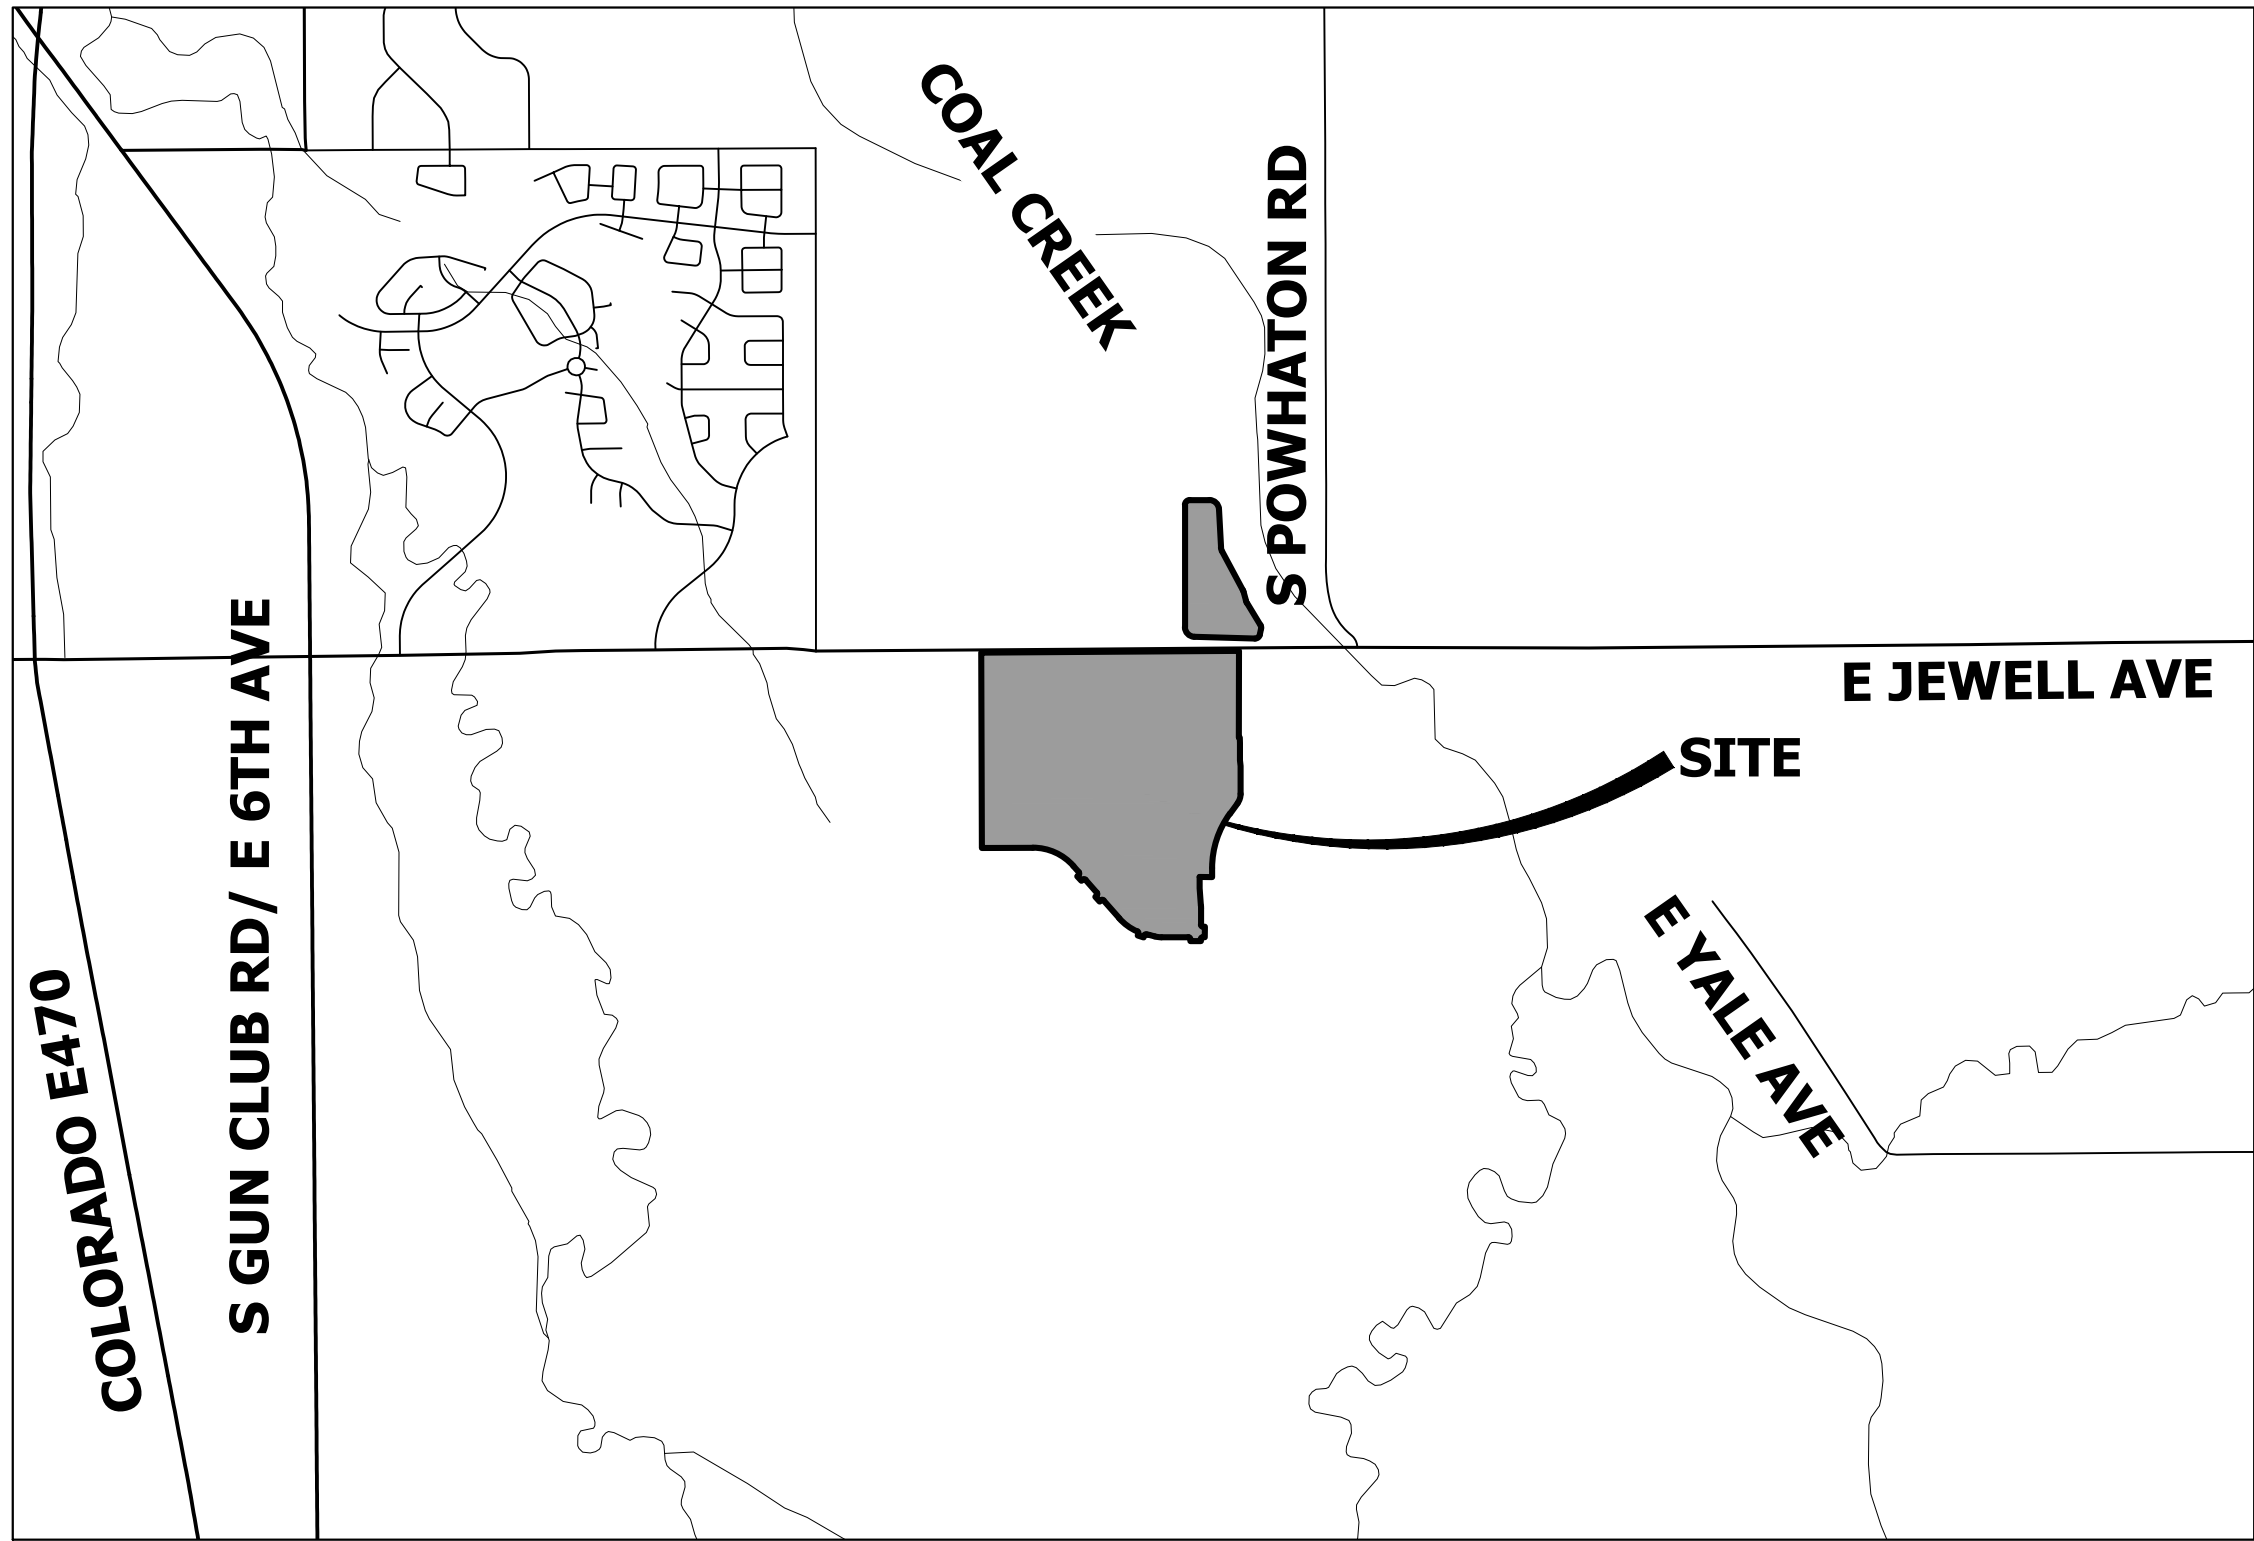 COAL CREEK
S POWHATON RD
E JEWELL AVE
SITE
S GUN CLUB RD/ E 6TH AVE
E YALE AVE
COLORADO E470